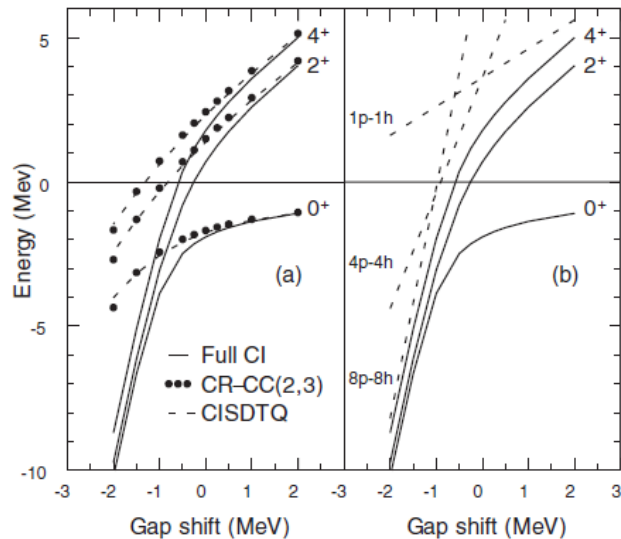 5
0
-5
-10
Energy (Mev)
4+
2+
0+
(a)
Full CI
CR–CC(2,3)
CISDTQ
-3 -2 -1 0 1 2 3
Gap shift (MeV)
4+
2+
1p-1h
0+
4p-4h
(b)
8p-8h
-2 -1 0 1 2 3
Gap shift (MeV)